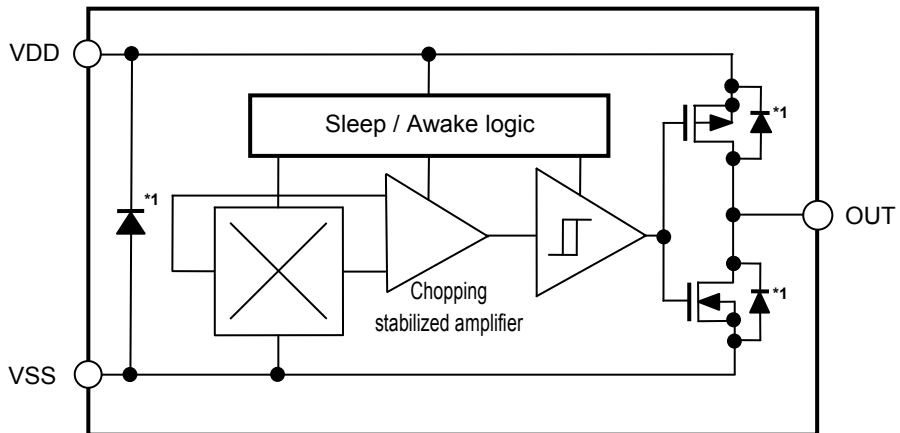 VDD
Sleep / Awake logic
*1
*1
OUT
Chopping
stabilized amplifier
*1
VSS